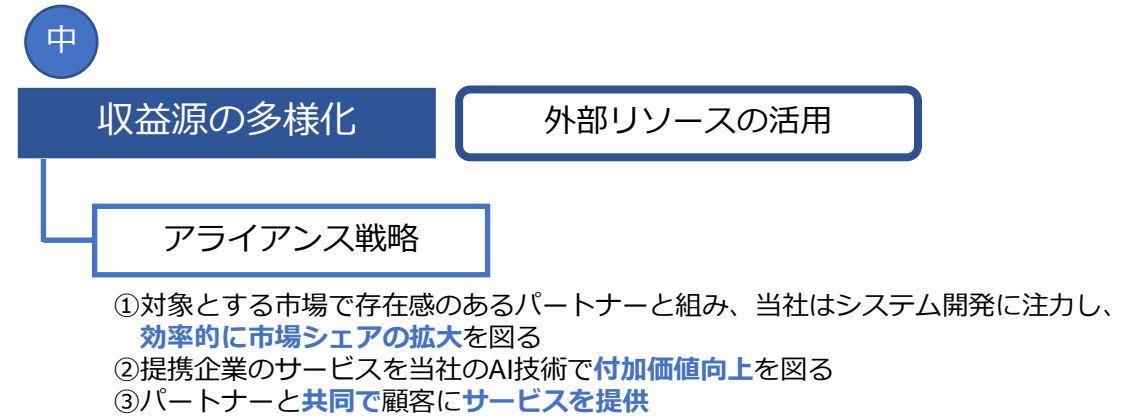 中
収益源の多様化
外部リソースの活用
アライアンス戦略
①対象とする市場で存在感のあるパートナーと組み、当社はシステム開発に注力し、
効率的に市場シェアの拡大を図る
②提携企業のサービスを当社のAI技術で付加価値向上を図る
③パートナーと共同で顧客にサービスを提供